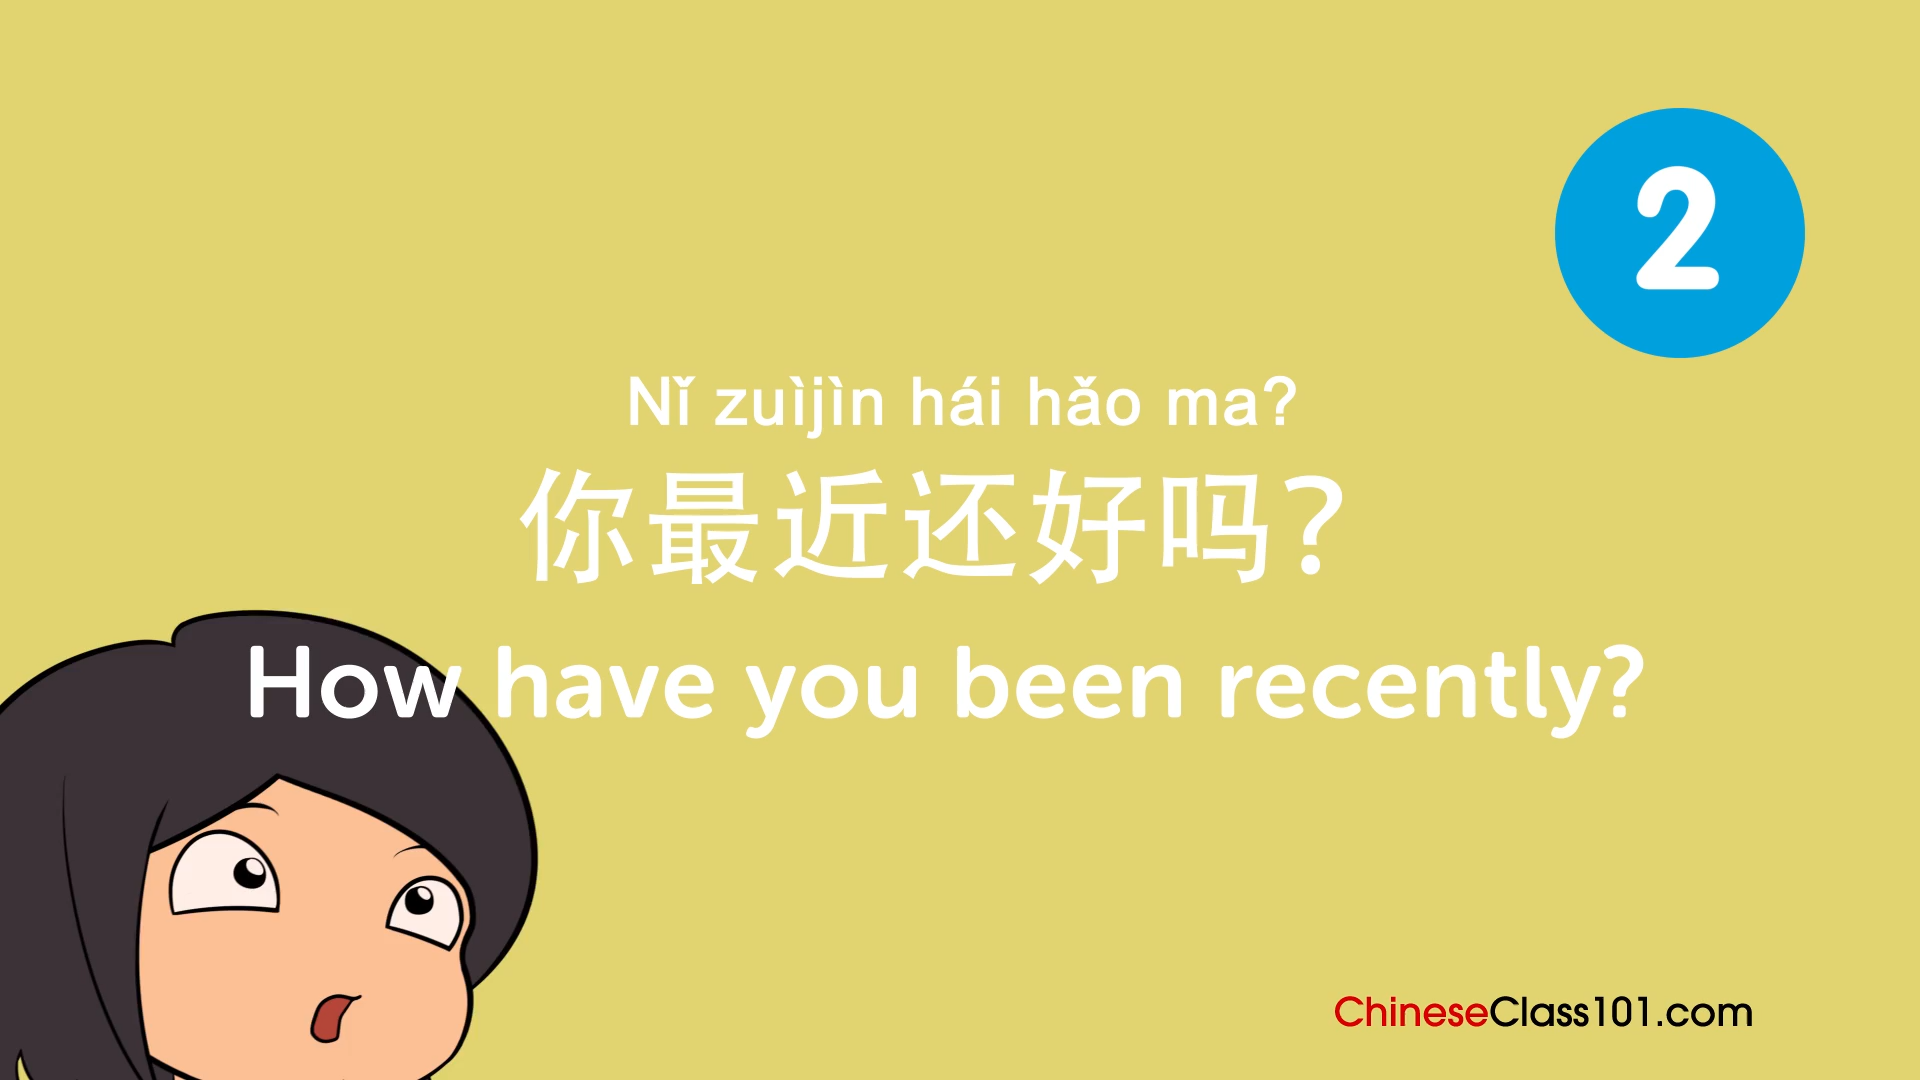 2
Nǐ zuìjìn hái hǎo ma?
你最近还好吗?
How have you been recently?
ChineseClass101.com